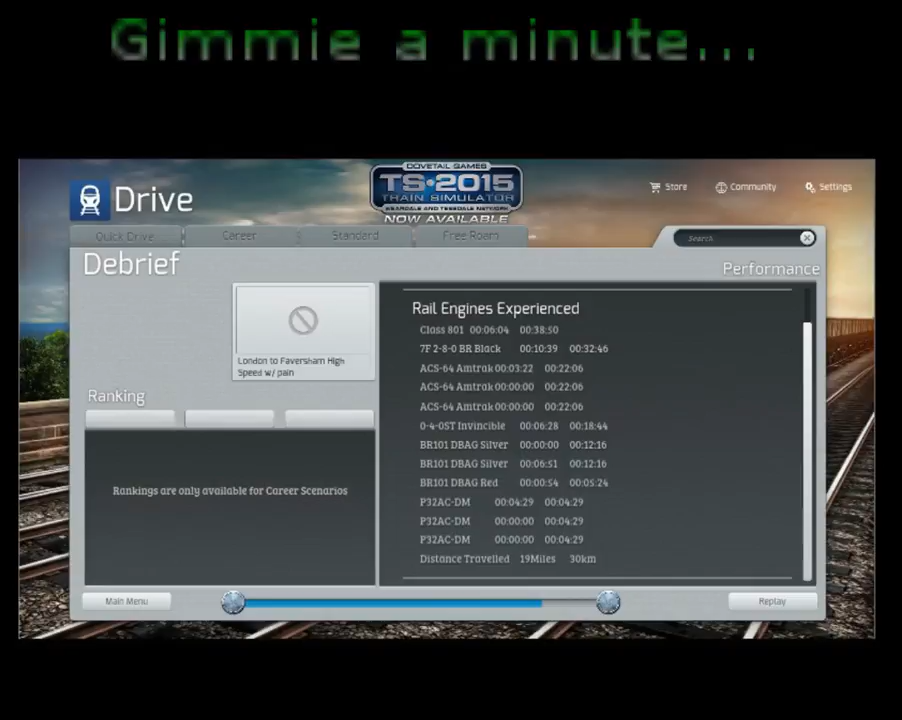 Gimmie a minute...
Drive
DOVETAIL GAMES
TS·2015
TRAIN SIMULATOR
WEARDALE AND TEESDALE NETWORK
NOW AVAILABLE
Store
Community
Settings
Quick Drive
Career
Standard
Free Roam
Search
Debrief
Performance
London to Faversham High
Speed w/ pain
Ranking
Rankings are only available for Career Scenarios
Rail Engines Experienced
Class 801 00:06:04 00:38:50
7F 2-8-0 BR Black 00:10:39 00:32:46
ACS-64 Amtrak 00:03:22 00:22:06
ACS-64 Amtrak 00:00:00 00:22:06
ACS-64 Amtrak 00:00:00 00:22:06
0-4-0ST Invincible 00:06:28 00:18:44
BR101 DBAG Silver 00:00:00 00:12:16
BR101 DBAG Silver 00:06:51 00:12:16
BR101 DBAG Red 00:00:54 00:05:24
P32AC-DM 00:04:29 00:04:29
P32AC-DM 00:00:00 00:04:29
P32AC-DM 00:00:00 00:04:29
Distance Travelled 19Miles 30km
Main Menu
Replay